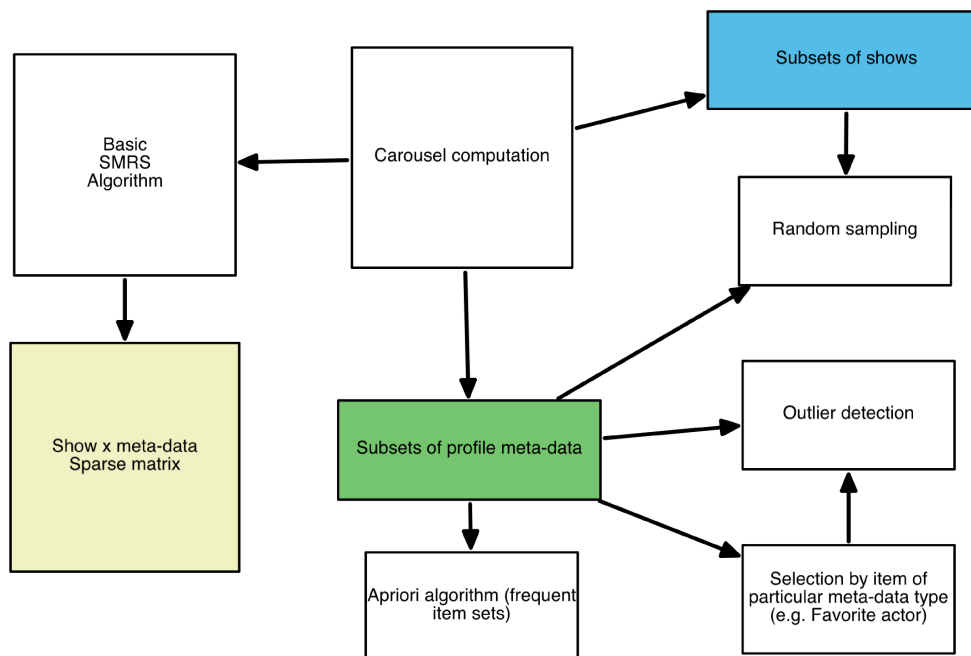 Subsets of shows
Basic
SMRS
Algorithm
Carousel computation
Random sampling
Show x meta-data
Sparse matrix
Subsets of profile meta-data
Outlier detection
Apriori algorithm (frequent
item sets)
Selection by item of
particular meta-data type
(e.g. Favorite actor)